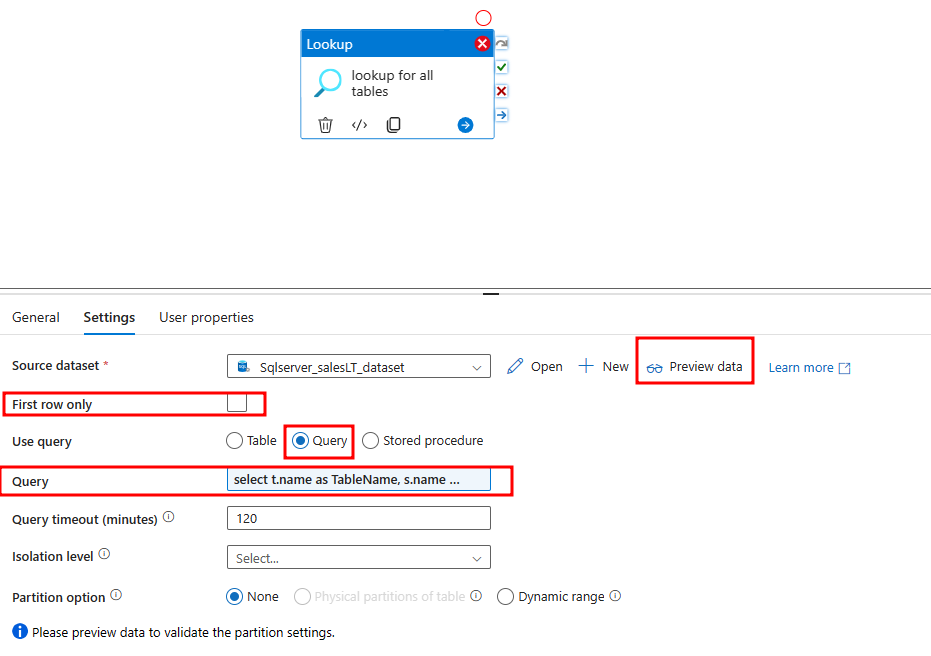 Lookup
lookup for all
tables
General Settings User properties
Source dataset * Sqlserver_salesLT_dataset Open New Preview data Learn more
First row only
Use query Table Query Stored procedure
Query select t.name as TableName, s.name ...
Query timeout (minutes) 120
Isolation level Select...
Partition option None Physical partitions of table Dynamic range
Please preview data to validate the partition settings.